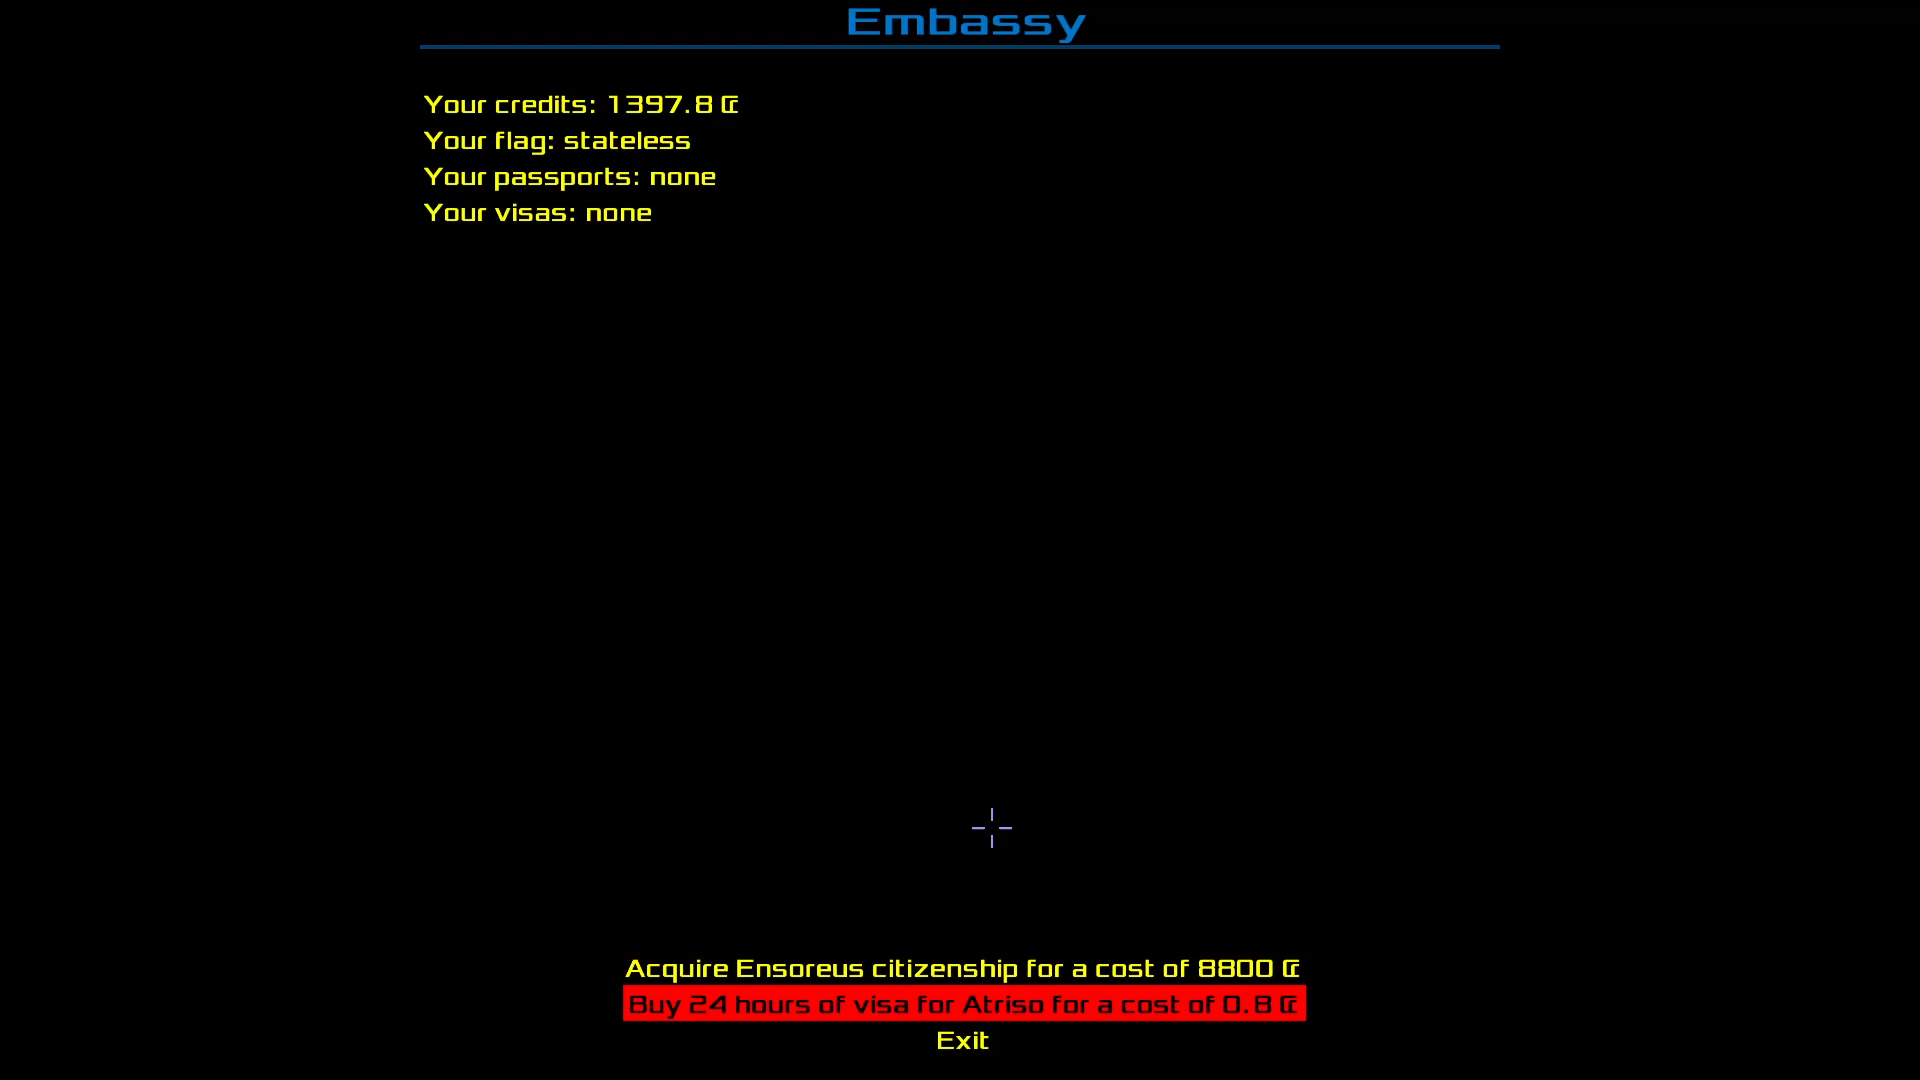 Embassy
Your credits: 1397.8 ₢
Your flag: stateless
Your passports: none
Your visas: none
Acquire Ensoreus citizenship for a cost of 8800 ₢
Buy 24 hours of visa for Atriso for a cost of 0.8 ₢
Exit